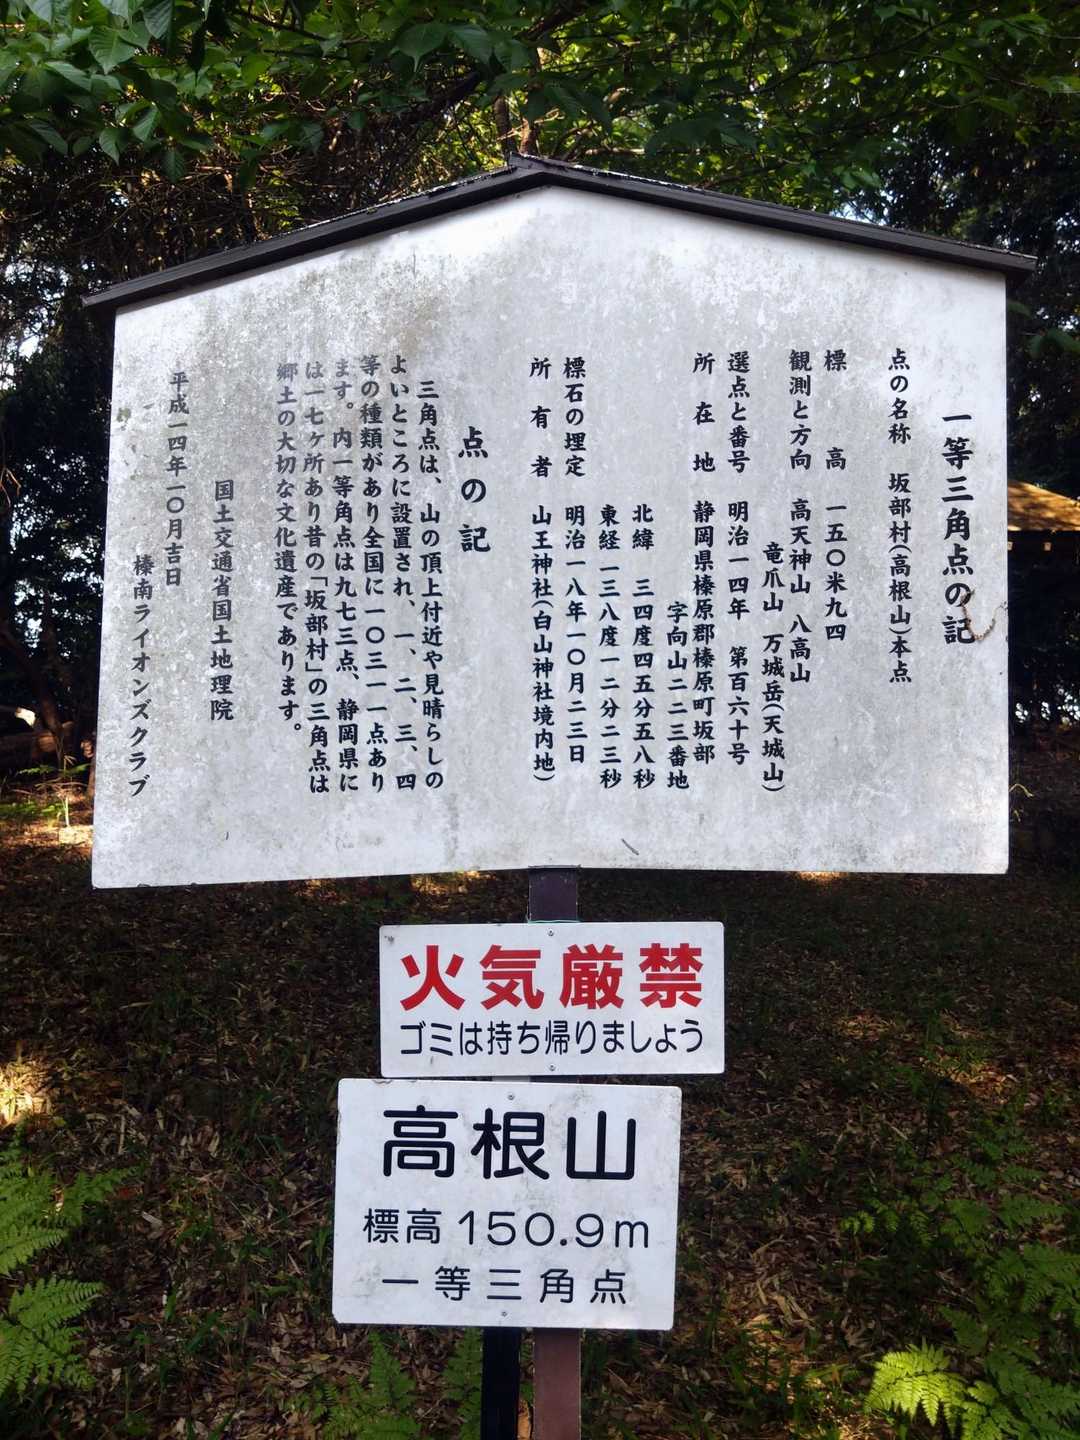 一等三角点の記
点の名称　坂部村(高根山)本点
標　高　一五〇米九四
観測と方向　高天神山　八高山
竜爪山　万城岳(天城山)
選点と番号　明治一四年　第百六十号
所在地　静岡県榛原郡榛原町坂部
字向山二二三番地
北緯　三四度四五分五八秒
東経一三八度一二分二三秒
標石の埋定　明治一八年一〇月二三日
所有者　山王神社(白山神社境内地)
点の記
三角点は、山の頂上付近や見晴らしの
よいところに設置され、一、二、三、四
等の種類があり全国に一〇三一一点あり
ます。内一等角点は九七三点、静岡県に
は一七ヶ所あり昔の「坂部村」の三角点は
郷土の大切な文化遺産であります。
平成一四年一〇月吉日
国土交通省国土地理院
榛南ライオンズクラブ
火気厳禁
ゴミは持ち帰りましょう
高根山
標高150.9m
一等三角点